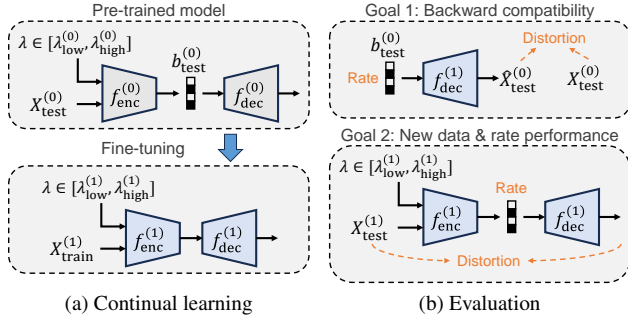 Pre-trained model
λ ∈ [λ_low^(0), λ_high^(0)]
b_test^(0)
X_test^(0)
f_enc^(0)
f_dec^(0)
Fine-tuning
λ ∈ [λ_low^(1), λ_high^(1)]
X_train^(1)
f_enc^(1)
f_dec^(1)
(a) Continual learning
Goal 1: Backward compatibility
b_test^(0)
Distortion
Rate
f_dec^(1)
X̂_test^(0)
X_test^(0)
Goal 2: New data & rate performance
λ ∈ [λ_low^(1), λ_high^(1)]
Rate
X_test^(1)
f_enc^(1)
f_dec^(1)
Distortion
(b) Evaluation